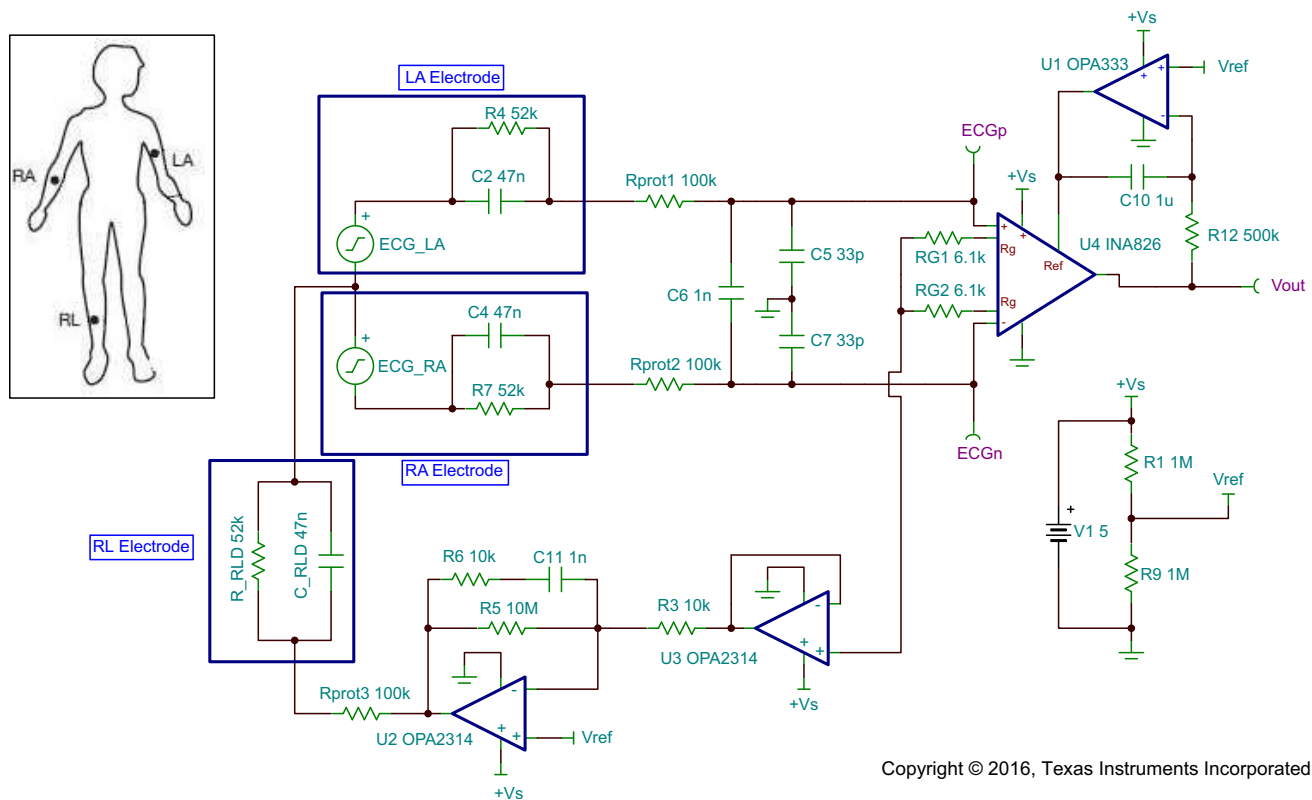 +Vs
U1 OPA333
+
+
-
Vref
LA Electrode
R4 52k
C2 47n
+
ECG_LA
LA
RA
RL
Rprot1 100k
ECGp
C10 1u
R12 500k
+Vs
+
+
Rg
RG1 6.1k
U4 INA826
Ref
C5 33p
C6 1n
RG2 6.1k
Rg
-
Vout
C4 47n
+
ECG_RA
R7 52k
C7 33p
Rprot2 100k
RA Electrode
ECGn
+Vs
R1 1M
Vref
+
V1 5
R9 1M
RL Electrode
R_RLD 52k
C_RLD 47n
R6 10k
C11 1n
R5 10M
R3 10k
-
+
+
U3 OPA2314
+Vs
Rprot3 100k
-
+
+
U2 OPA2314
Vref
+Vs
Copyright © 2016, Texas Instruments Incorporated